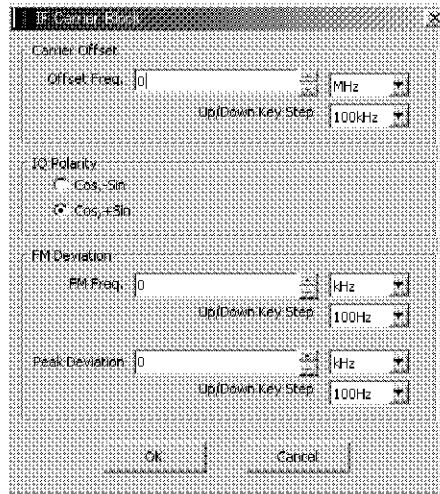 IF Carrier Block
Carrier Offset
Offset Freq. 0 MHz
Up/Down Key Step 100kHz
IQ Polarity
Cos,-Sin
Cos,+Sin
FM Deviation
FM Freq. 0 kHz
Up/Down Key Step 100Hz
Peak Deviation 0 kHz
Up/Down Key Step 100Hz
OK Cancel